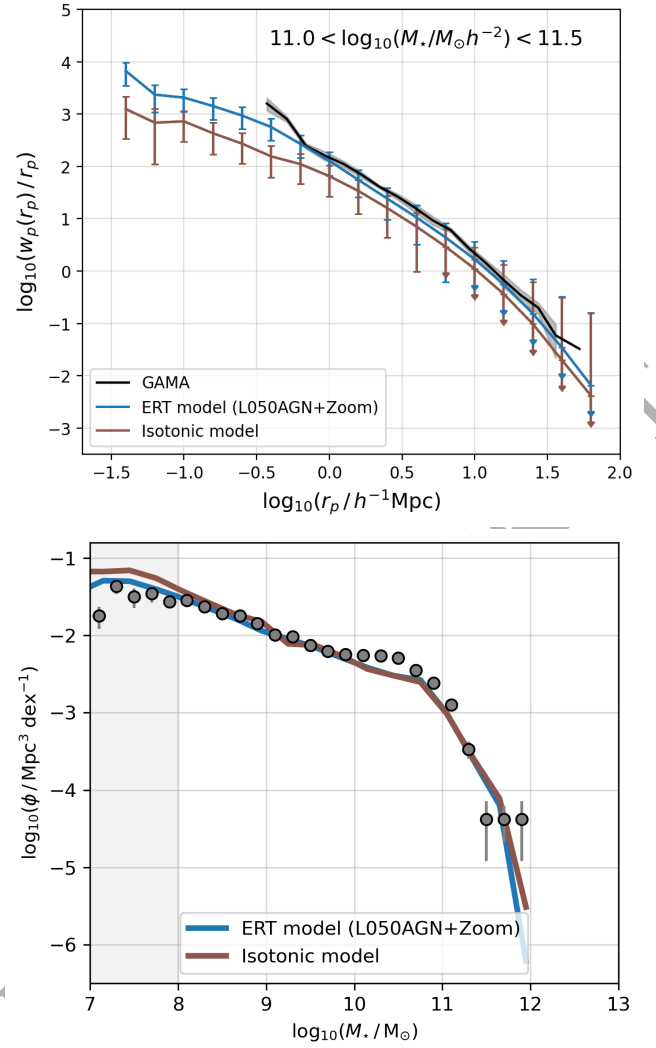 5
11.0 < log₁₀(M⋆/M⊙h⁻²) < 11.5
4
3
2
1
0
−1
−2
−3
log₁₀(wₚ(rₚ) / rₚ)
GAMA
ERT model (L050AGN+Zoom)
Isotonic model
−1.5 −1.0 −0.5 0.0 0.5 1.0 1.5 2.0
log₁₀(rₚ / h⁻¹Mpc)
−1
−2
−3
−4
−5
−6
log₁₀(ϕ / Mpc³ dex⁻¹)
ERT model (L050AGN+Zoom)
Isotonic model
7 8 9 10 11 12 13
log₁₀(M⋆ / M⊙)